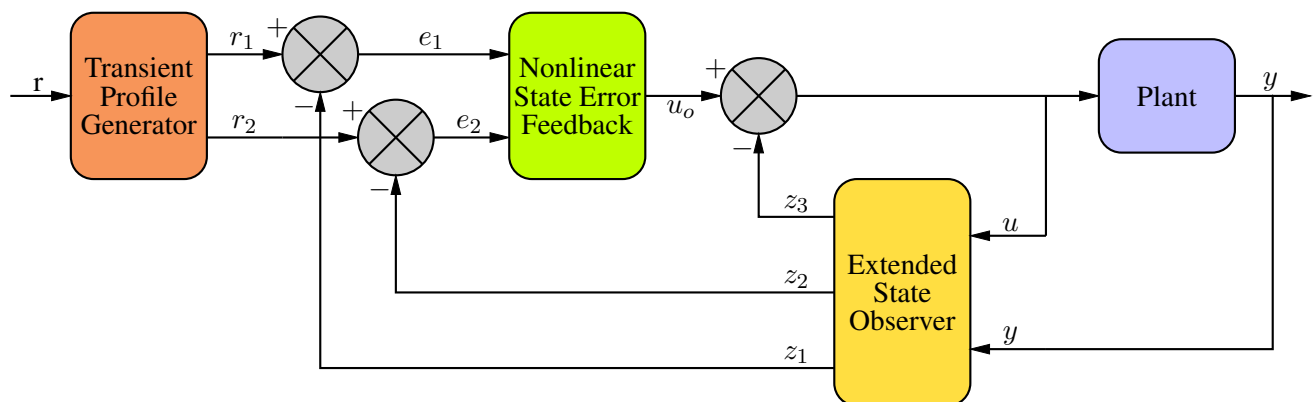 r
Transient
Profile
Generator
r1
r2
+
−
+
−
e1
e2
Nonlinear
State Error
Feedback
uo
+
−
Plant
y
z3
z2
z1
Extended
State
Observer
u
y